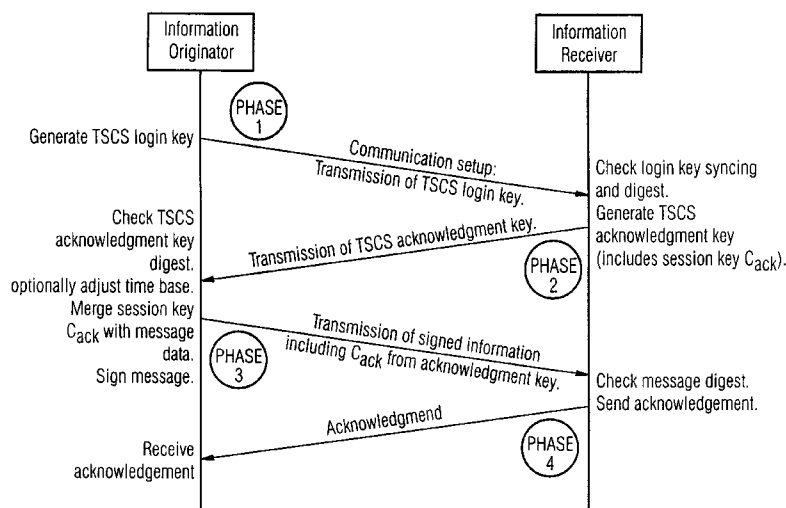 Information
Originator
Information
Receiver
PHASE
1
Generate TSCS login key
Communication setup:
Transmission of TSCS login key.
Check login key syncing
and digest.
Generate TSCS
acknowledgment key
(includes session key Cack).
Check TSCS
acknowledgment key
digest.
optionally adjust time base.
Transmission of TSCS acknowledgment key.
PHASE
2
Merge session key
Cack with message
data.
Sign message.
PHASE
3
Transmission of signed information
including Cack from acknowledgment key.
Check message digest.
Send acknowledgement.
Acknowledgmend
PHASE
4
Receive
acknowledgement